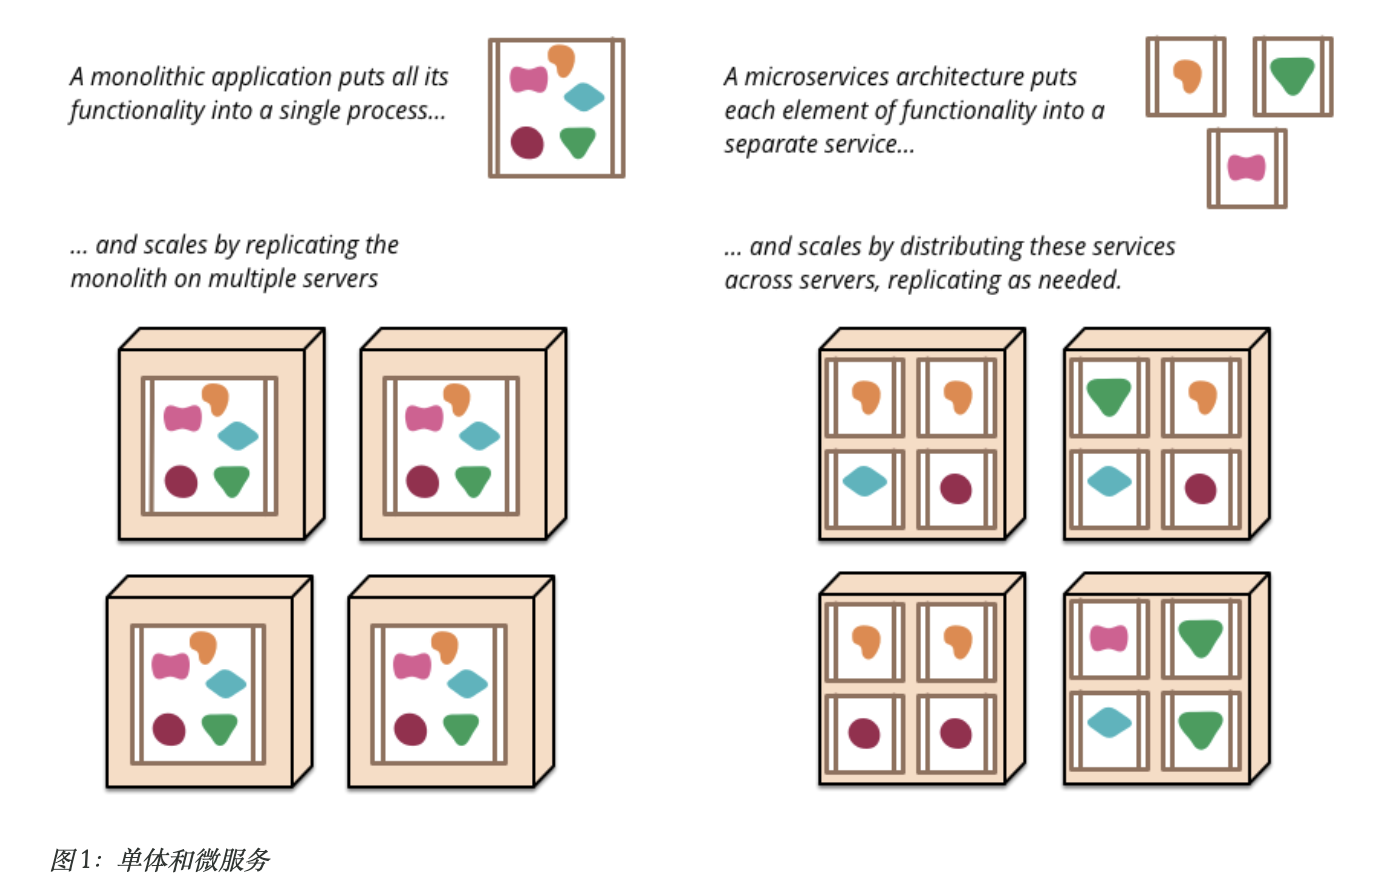 A monolithic application puts all its
functionality into a single process...
... and scales by replicating the
monolith on multiple servers
A microservices architecture puts
each element of functionality into a
separate service...
... and scales by distributing these services
across servers, replicating as needed.
图1：单体和微服务